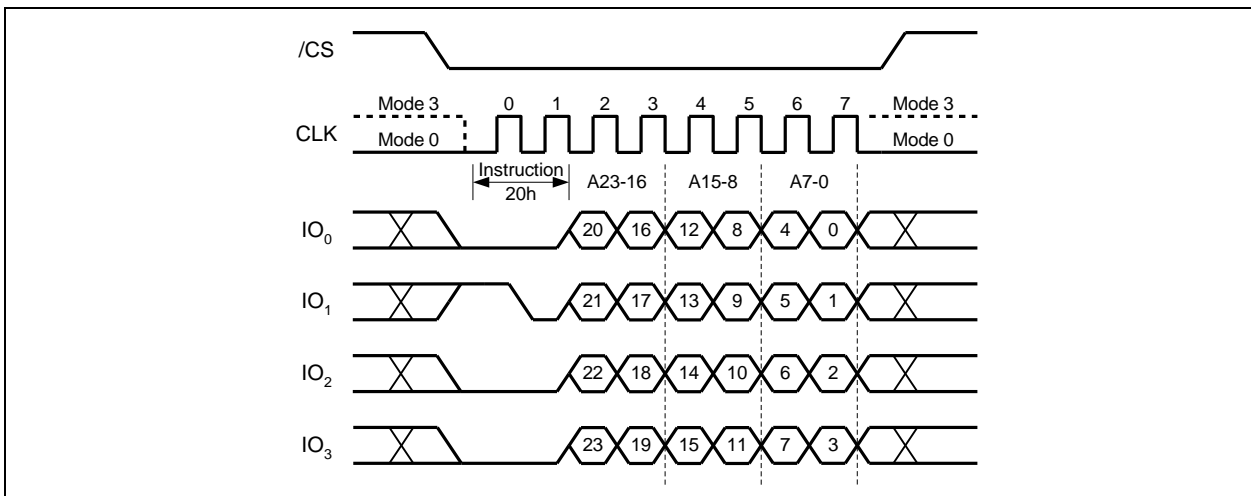 /CS
Mode 3 0 1 2 3 4 5 6 7 Mode 3
CLK Mode 0 Mode 0
Instruction
20h A23-16 A15-8 A7-0
IO0 20 16 12 8 4 0
IO1 21 17 13 9 5 1
IO2 22 18 14 10 6 2
IO3 23 19 15 11 7 3